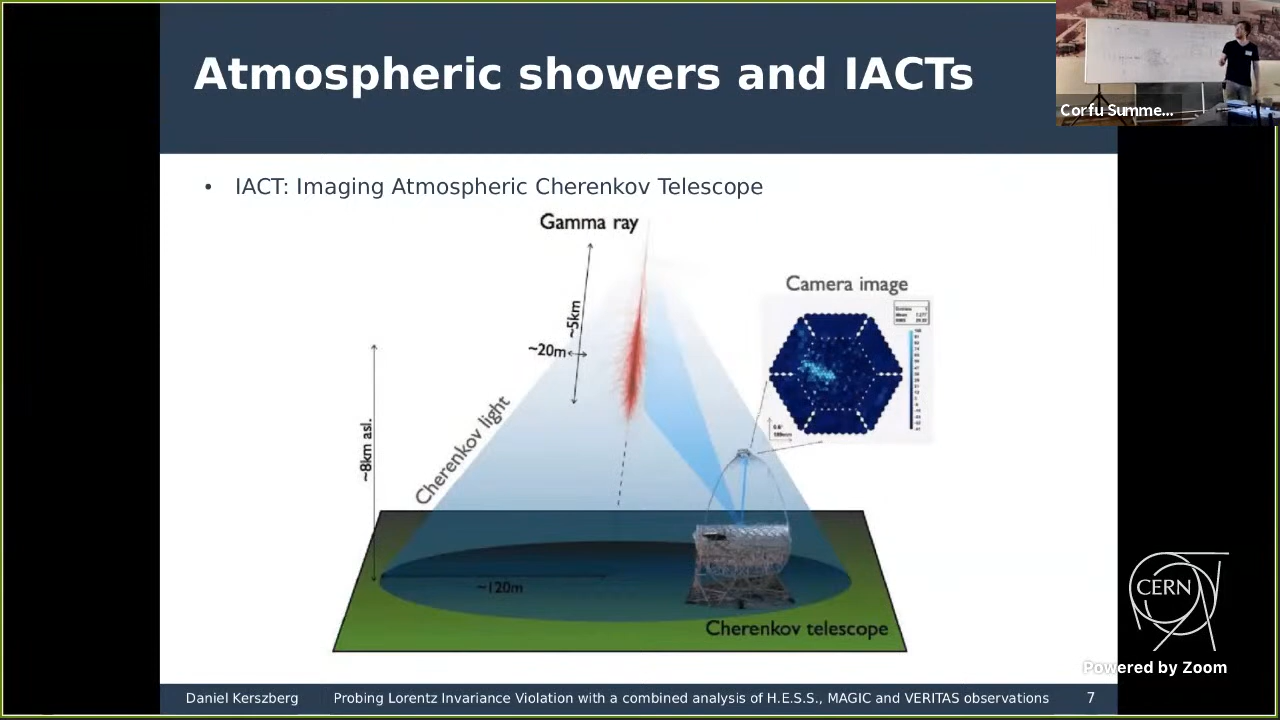 Atmospheric showers and IACTs
Corfu Summe...
• IACT: Imaging Atmospheric Cherenkov Telescope
Gamma ray
Camera image
~5km
~20m
Cherenkov light
~8km asl.
~120m
Cherenkov telescope
CERN
Powered by Zoom
Daniel Kerszberg
Probing Lorentz Invariance Violation with a combined analysis of H.E.S.S., MAGIC and VERITAS observations
7